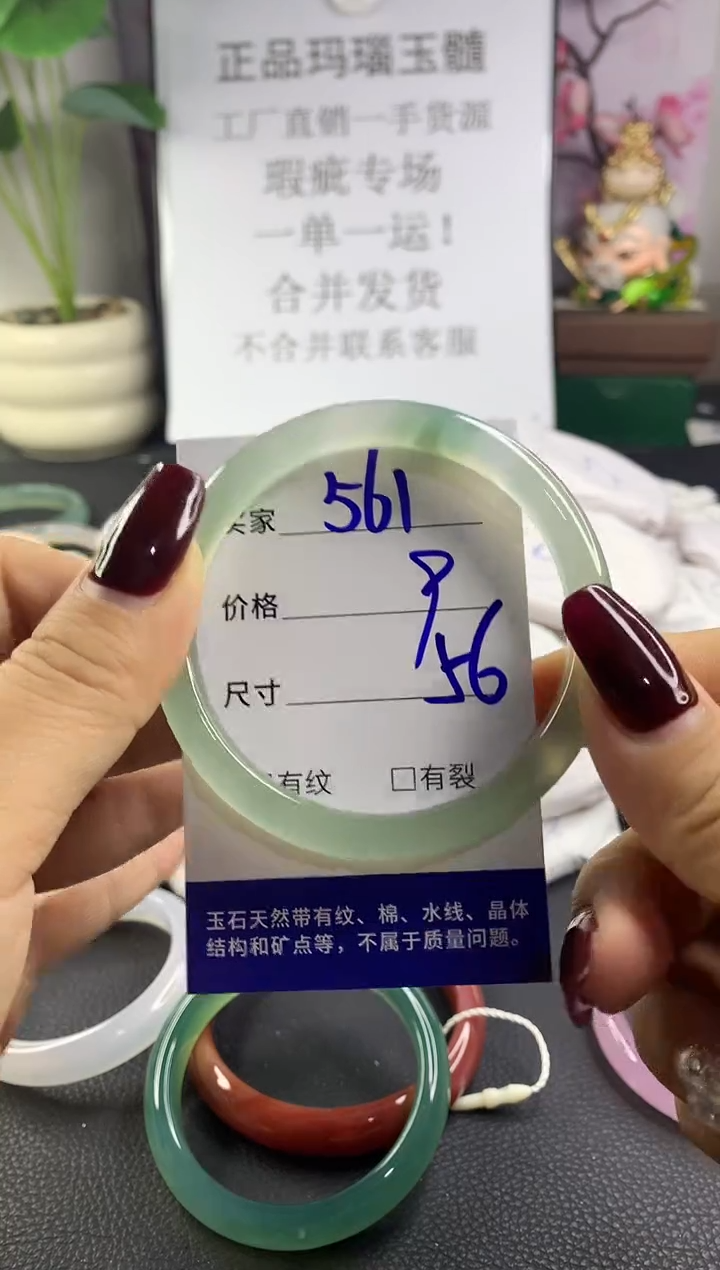 正品玛瑙玉髓
工厂直销一手货源
瑕疵专场
一单一运!
合并发货
不合并联系客服
买家 561
价格 9
尺寸 56
有纹 □有裂
玉石天然带有纹、棉、水线、晶体
结构和矿点等，不属于质量问题。